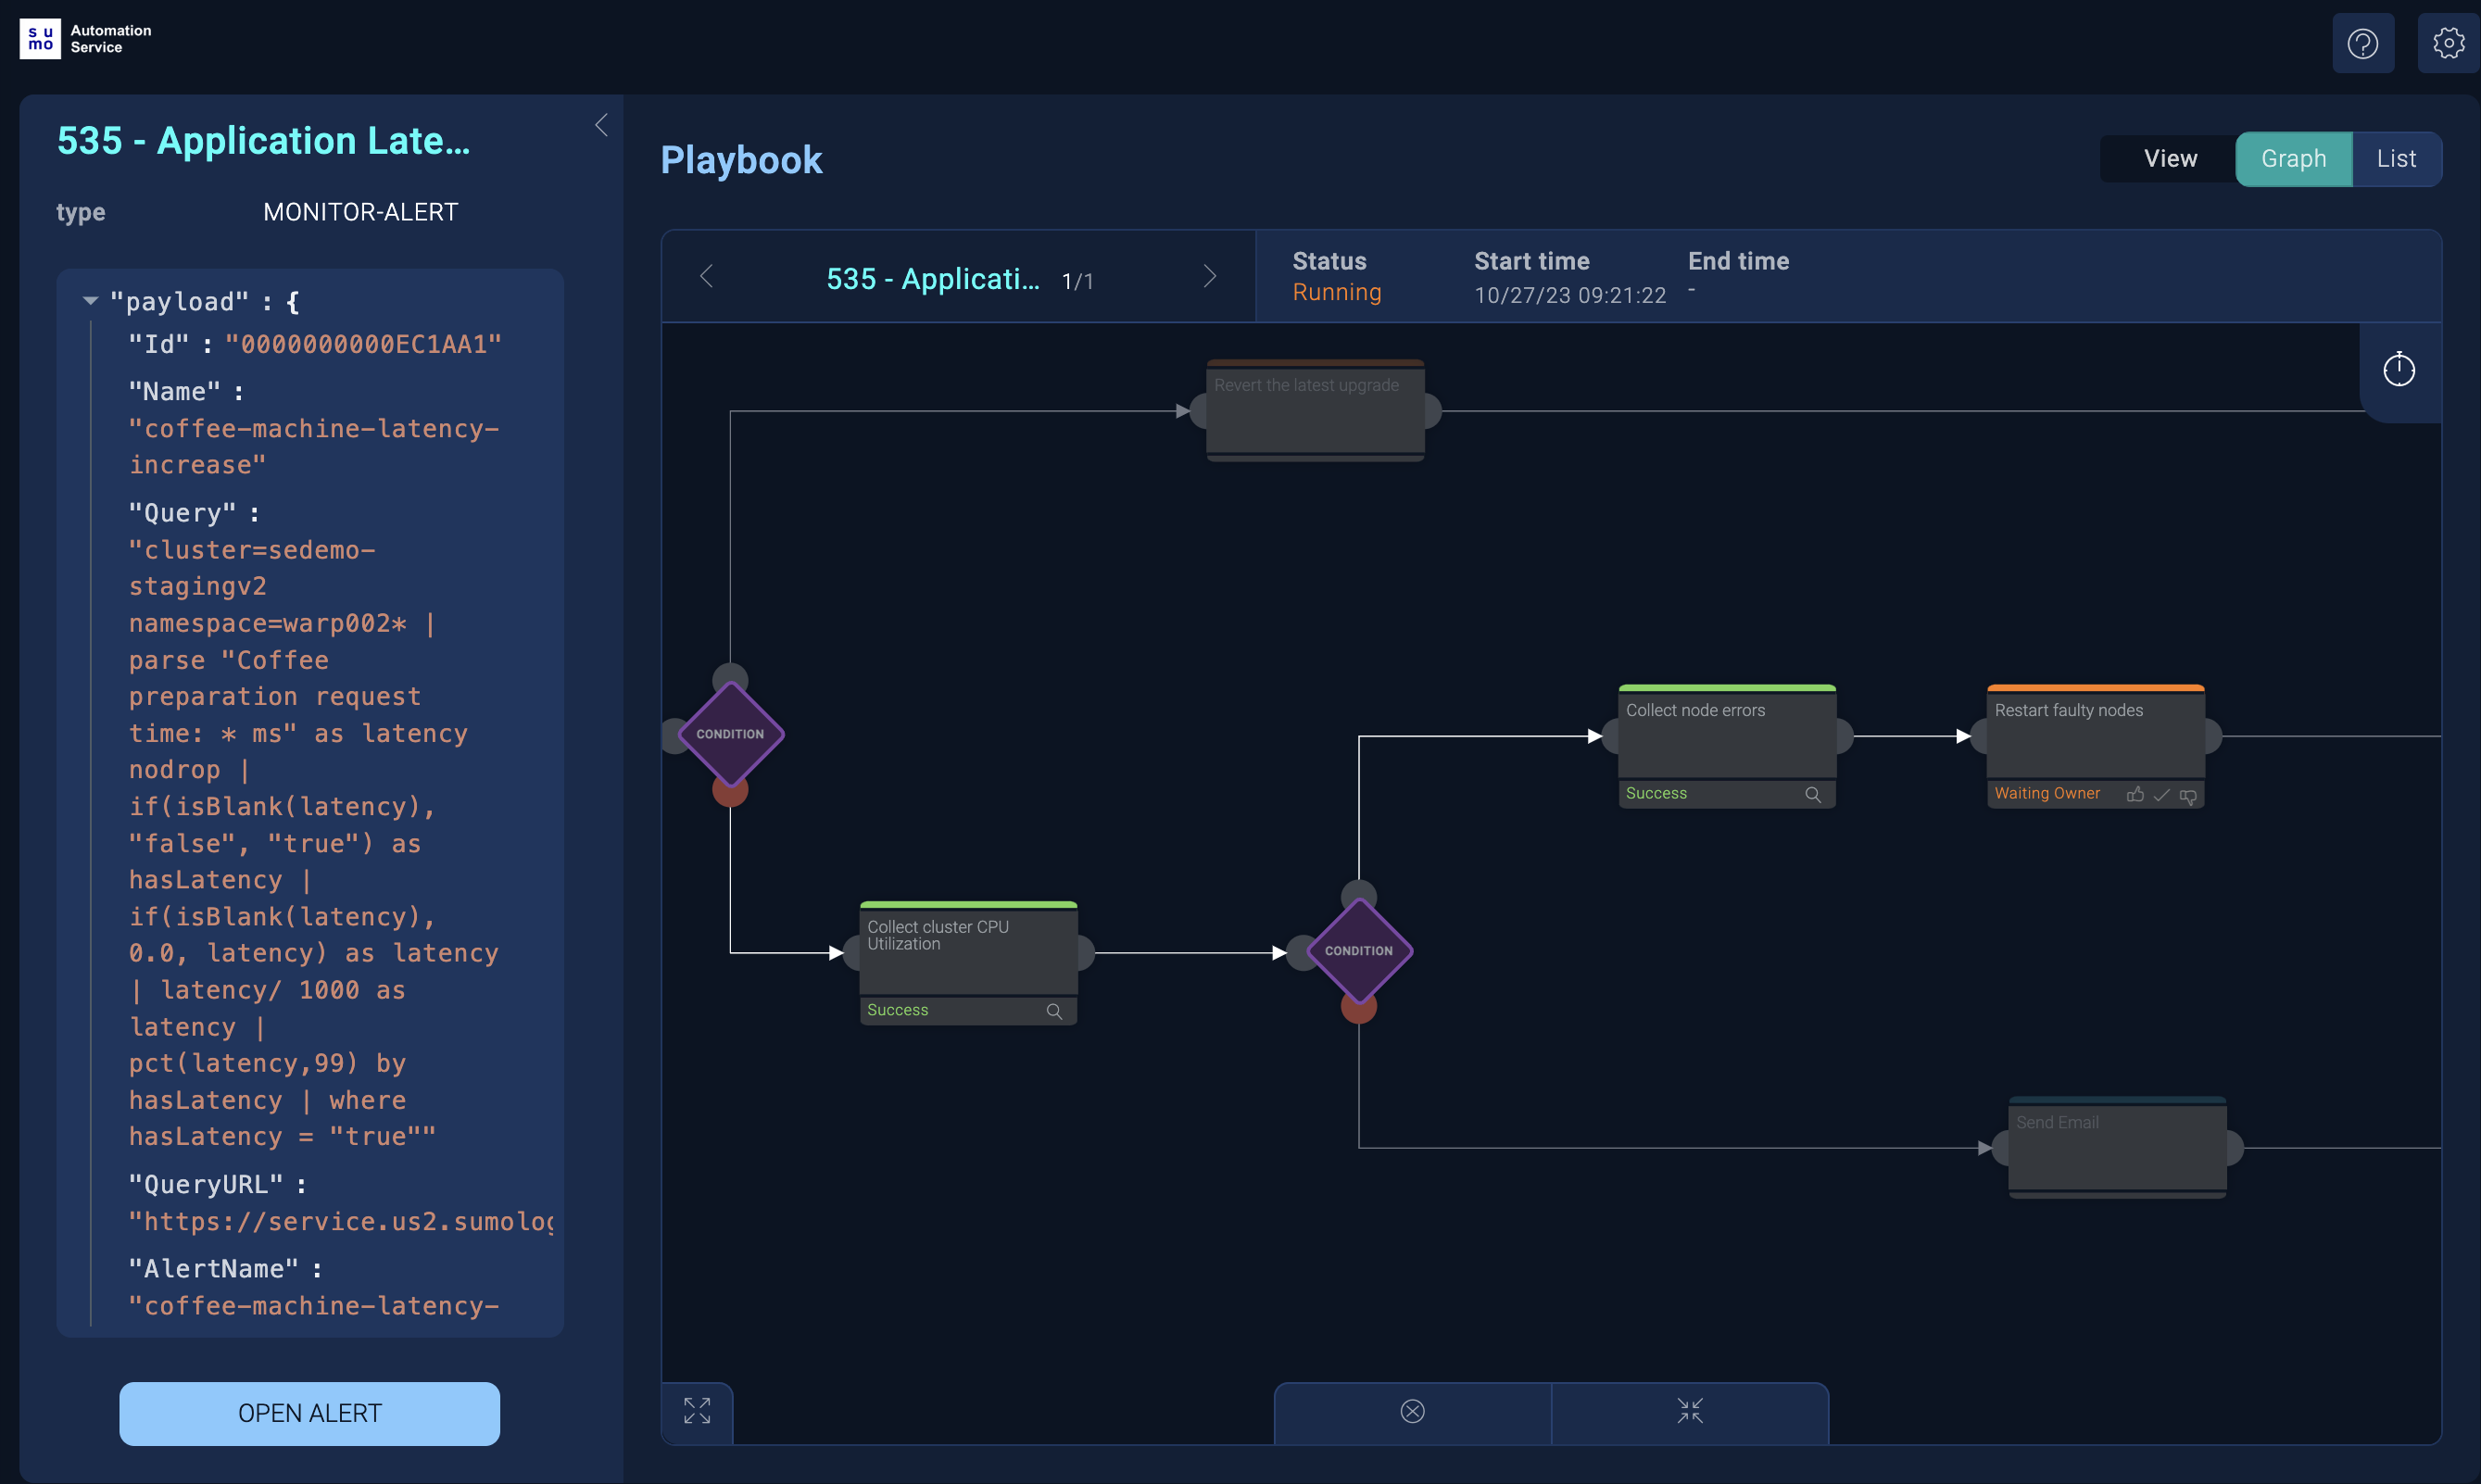 su
mo
Automation
Service
535 - Application Late...
type MONITOR-ALERT
"payload" : {
"Id" : "0000000000EC1AA1"
"Name" :
"coffee-machine-latency-
increase"
"Query" :
"cluster=sedemo-
stagingv2
namespace=warp002* |
parse "Coffee
preparation request
time: * ms" as latency
nodrop |
if(isBlank(latency),
"false", "true") as
hasLatency |
if(isBlank(latency),
0.0, latency) as latency
| latency/ 1000 as
latency |
pct(latency,99) by
hasLatency | where
hasLatency = "true""
"QueryURL" :
"https://service.us2.sumolog
"AlertName" :
"coffee-machine-latency-
OPEN ALERT
Playbook
View Graph List
535 - Applicati... 1/1
Status
Running
Start time
10/27/23 09:21:22
End time
-
Revert the latest upgrade
CONDITION
Collect node errors
Success
Restart faulty nodes
Waiting Owner
Collect cluster CPU
Utilization
Success
CONDITION
Send Email